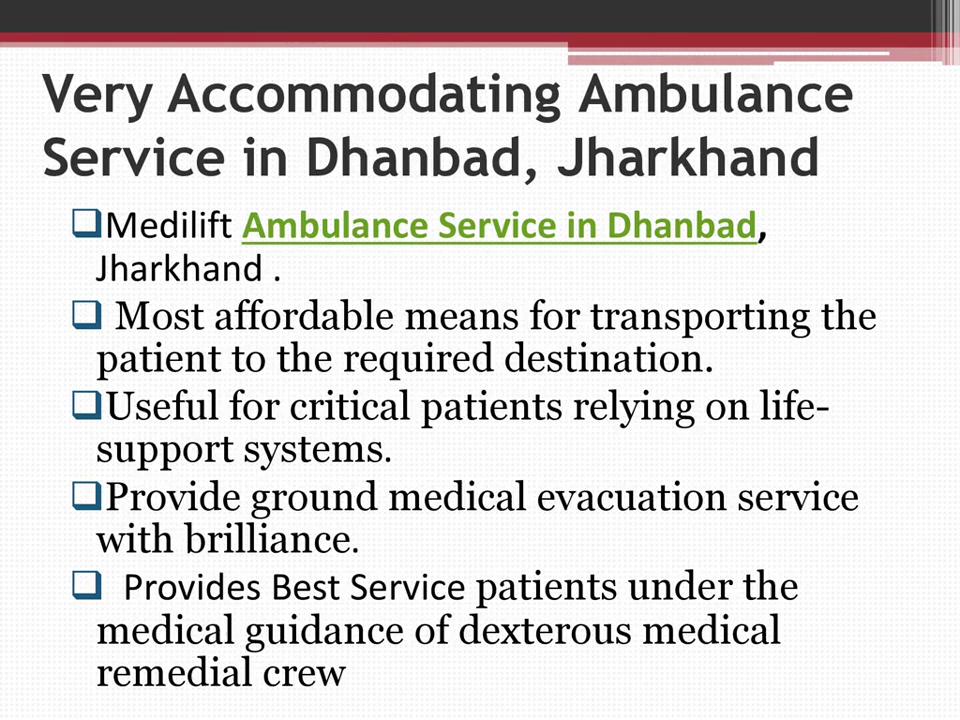 Very Accommodating Ambulance
Service in Dhanbad, Jharkhand
❑Medilift Ambulance Service in Dhanbad,
Jharkhand .
❑ Most affordable means for transporting the
patient to the required destination.
❑Useful for critical patients relying on life-
support systems.
❑Provide ground medical evacuation service
with brilliance.
❑ Provides Best Service patients under the
medical guidance of dexterous medical
remedial crew